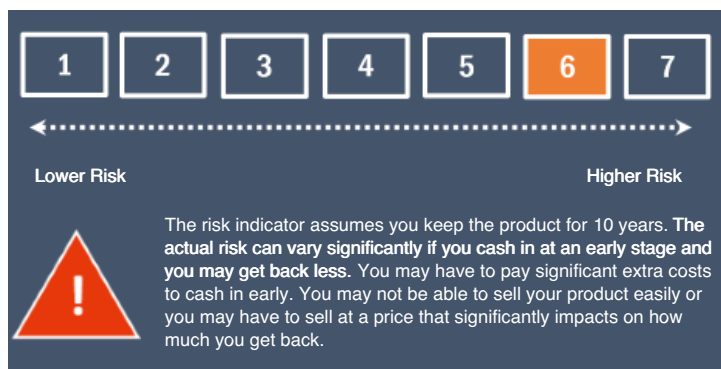 1 2 3 4 5 6 7
Lower Risk Higher Risk
!
The risk indicator assumes you keep the product for 10 years. The
actual risk can vary significantly if you cash in at an early stage and
you may get back less. You may have to pay significant extra costs
to cash in early. You may not be able to sell your product easily or
you may have to sell at a price that significantly impacts on how
much you get back.